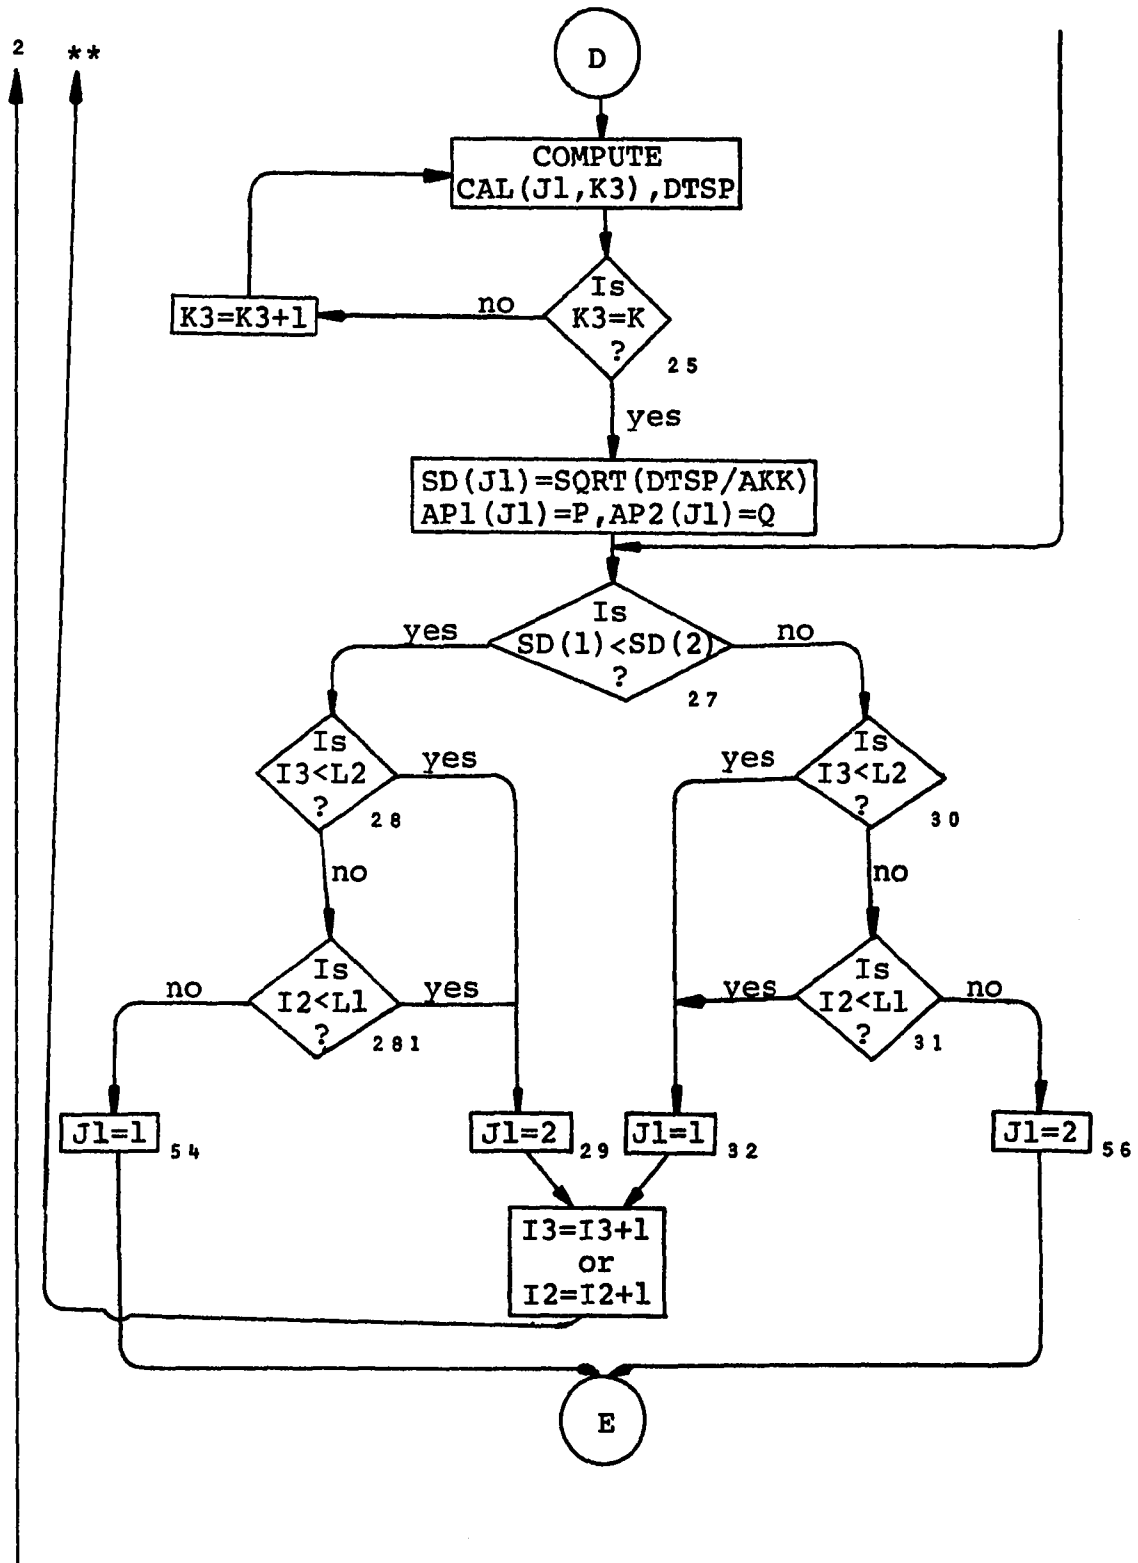 2
**
D
COMPUTE
CAL(J1,K3),DTSP
K3=K3+1
no
Is
K3=K
?
25
yes
SD(J1)=SQRT(DTSP/AKK)
AP1(J1)=P,AP2(J1)=Q
yes
Is
SD(1)<SD(2)
?
no
27
Is
I3<L2
?
yes
28
yes
Is
I3<L2
?
30
no
no
no
Is
I2<L1
?
yes
281
yes
Is
I2<L1
?
no
31
J1=1
54
J1=2
29
J1=1
32
J1=2
56
I3=I3+1
or
I2=I2+1
E